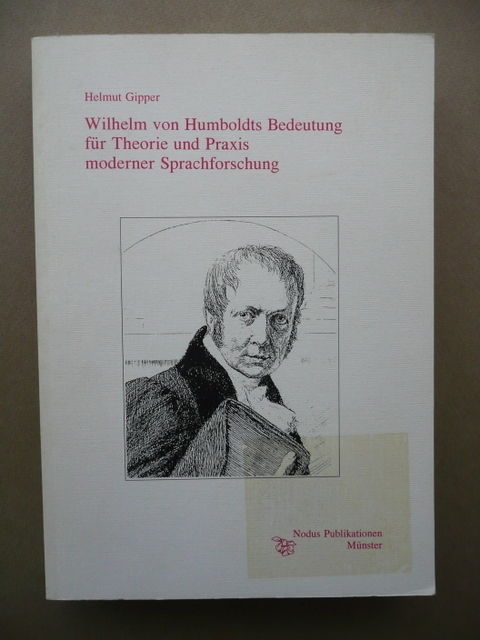 Helmut Gipper
Wilhelm von Humboldts Bedeutung
für Theorie und Praxis
moderner Sprachforschung
Nodus Publikationen
Münster